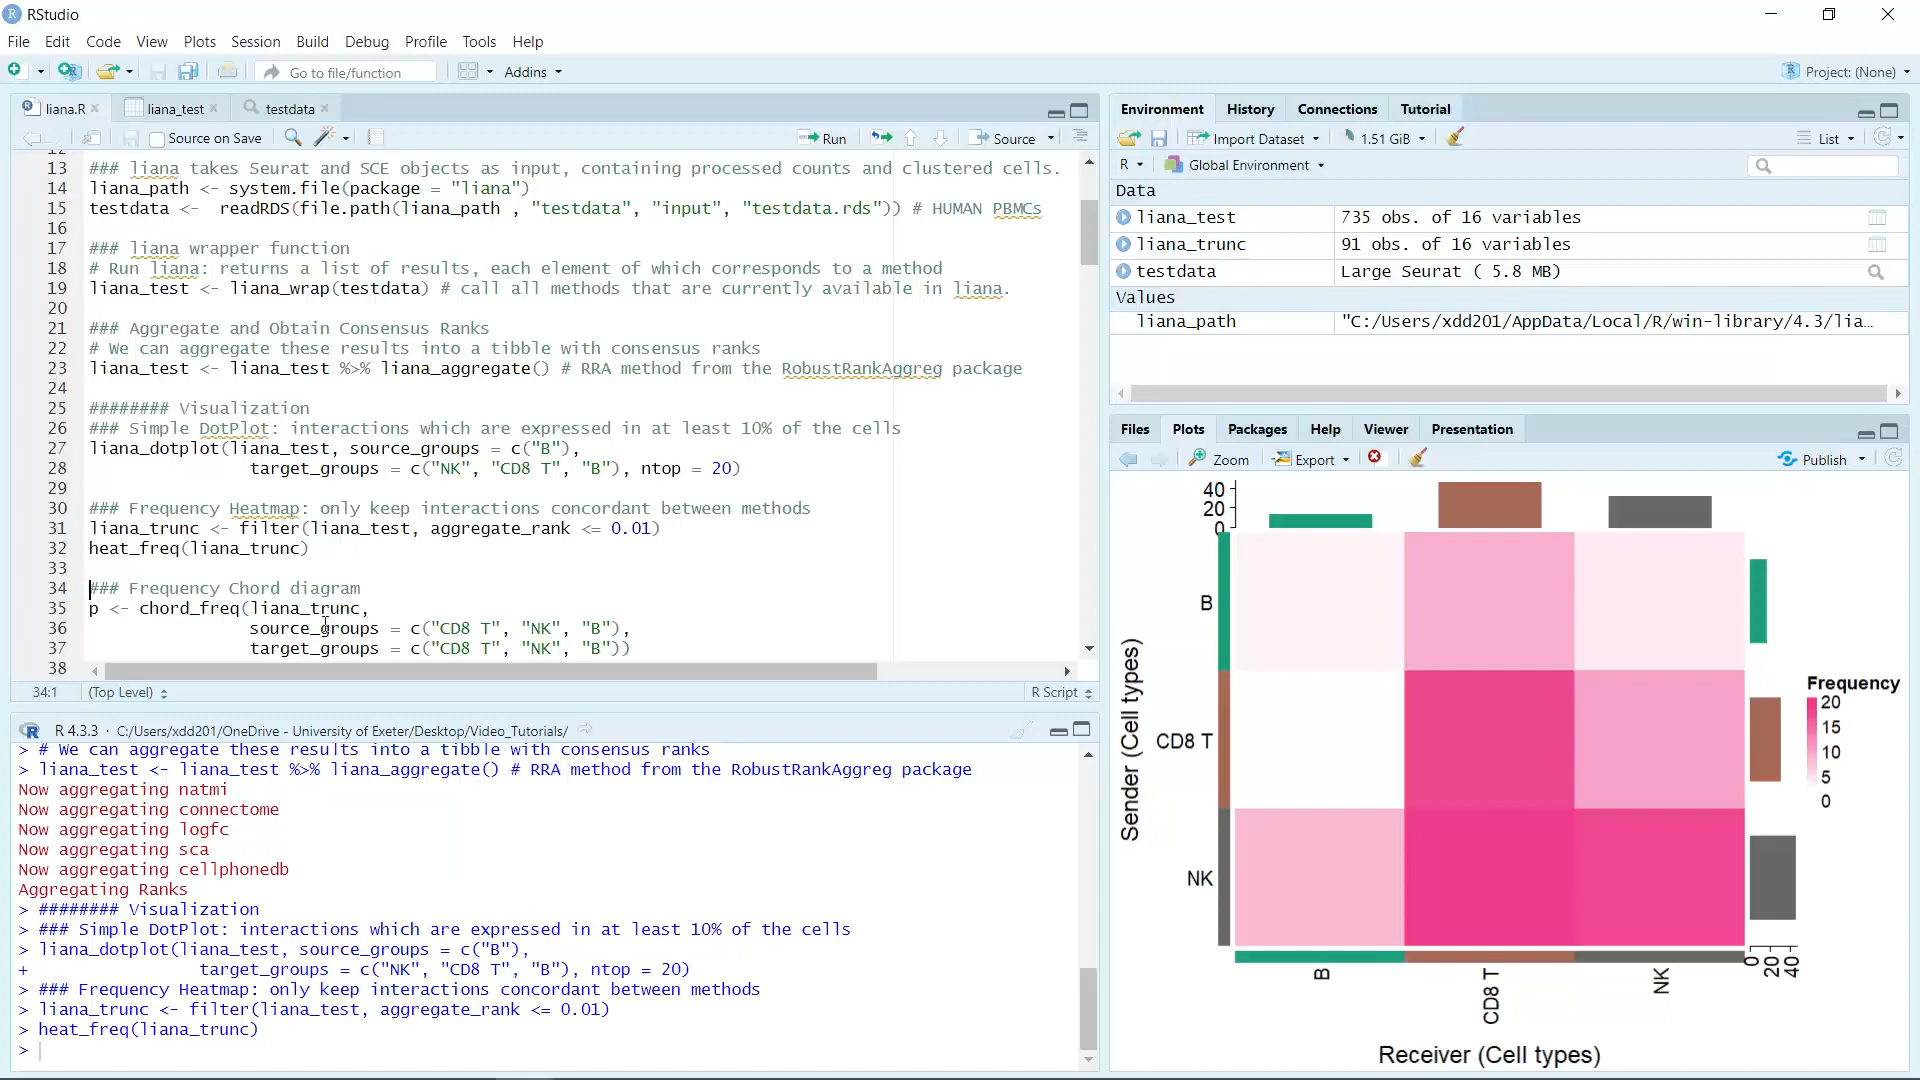 RStudio
File Edit Code View Plots Session Build Debug Profile Tools Help
Go to file/function Addins Project: (None)
liana.R liana_test testdata
Source on Save Run Source
13 ### liana takes Seurat and SCE objects as input, containing processed counts and clustered cells.
14 liana_path <- system.file(package = "liana")
15 testdata <-  readRDS(file.path(liana_path , "testdata", "input", "testdata.rds")) # HUMAN PBMCs
16
17 ### liana wrapper function
18 # Run liana: returns a list of results, each element of which corresponds to a method
19 liana_test <- liana_wrap(testdata) # call all methods that are currently available in liana.
20
21 ### Aggregate and Obtain Consensus Ranks
22 # We can aggregate these results into a tibble with consensus ranks
23 liana_test <- liana_test %>% liana_aggregate() # RRA method from the RobustRankAggreg package
24
25 ######## Visualization
26 ### Simple DotPlot: interactions which are expressed in at least 10% of the cells
27 liana_dotplot(liana_test, source_groups = c("B"),
28 target_groups = c("NK", "CD8 T", "B"), ntop = 20)
29
30 ### Frequency Heatmap: only keep interactions concordant between methods
31 liana_trunc <- filter(liana_test, aggregate_rank <= 0.01)
32 heat_freq(liana_trunc)
33
34 ### Frequency Chord diagram
35 p <- chord_freq(liana_trunc,
36 source_groups = c("CD8 T", "NK", "B"),
37 target_groups = c("CD8 T", "NK", "B"))
38
34:1 (Top Level) R Script
R 4.3.3 · C:/Users/xdd201/OneDrive - University of Exeter/Desktop/Video_Tutorials/
> # We can aggregate these results into a tibble with consensus ranks
> liana_test <- liana_test %>% liana_aggregate() # RRA method from the RobustRankAggreg package
Now aggregating natmi
Now aggregating connectome
Now aggregating logfc
Now aggregating sca
Now aggregating cellphonedb
Aggregating Ranks
> ######## Visualization
> ### Simple DotPlot: interactions which are expressed in at least 10% of the cells
> liana_dotplot(liana_test, source_groups = c("B"),
+ target_groups = c("NK", "CD8 T", "B"), ntop = 20)
> ### Frequency Heatmap: only keep interactions concordant between methods
> liana_trunc <- filter(liana_test, aggregate_rank <= 0.01)
> heat_freq(liana_trunc)
>
Environment History Connections Tutorial
Import Dataset 1.51 GiB List
R Global Environment
Data
liana_test 735 obs. of 16 variables
liana_trunc 91 obs. of 16 variables
testdata Large Seurat ( 5.8 MB)
Values
liana_path "C:/Users/xdd201/AppData/Local/R/win-library/4.3/lia…
Files Plots Packages Help Viewer Presentation
Zoom Export Publish
40
20
0
B
CD8 T
NK
Sender (Cell types)
Frequency
20
15
10
5
0
0 20 40
B CD8 T NK
Receiver (Cell types)